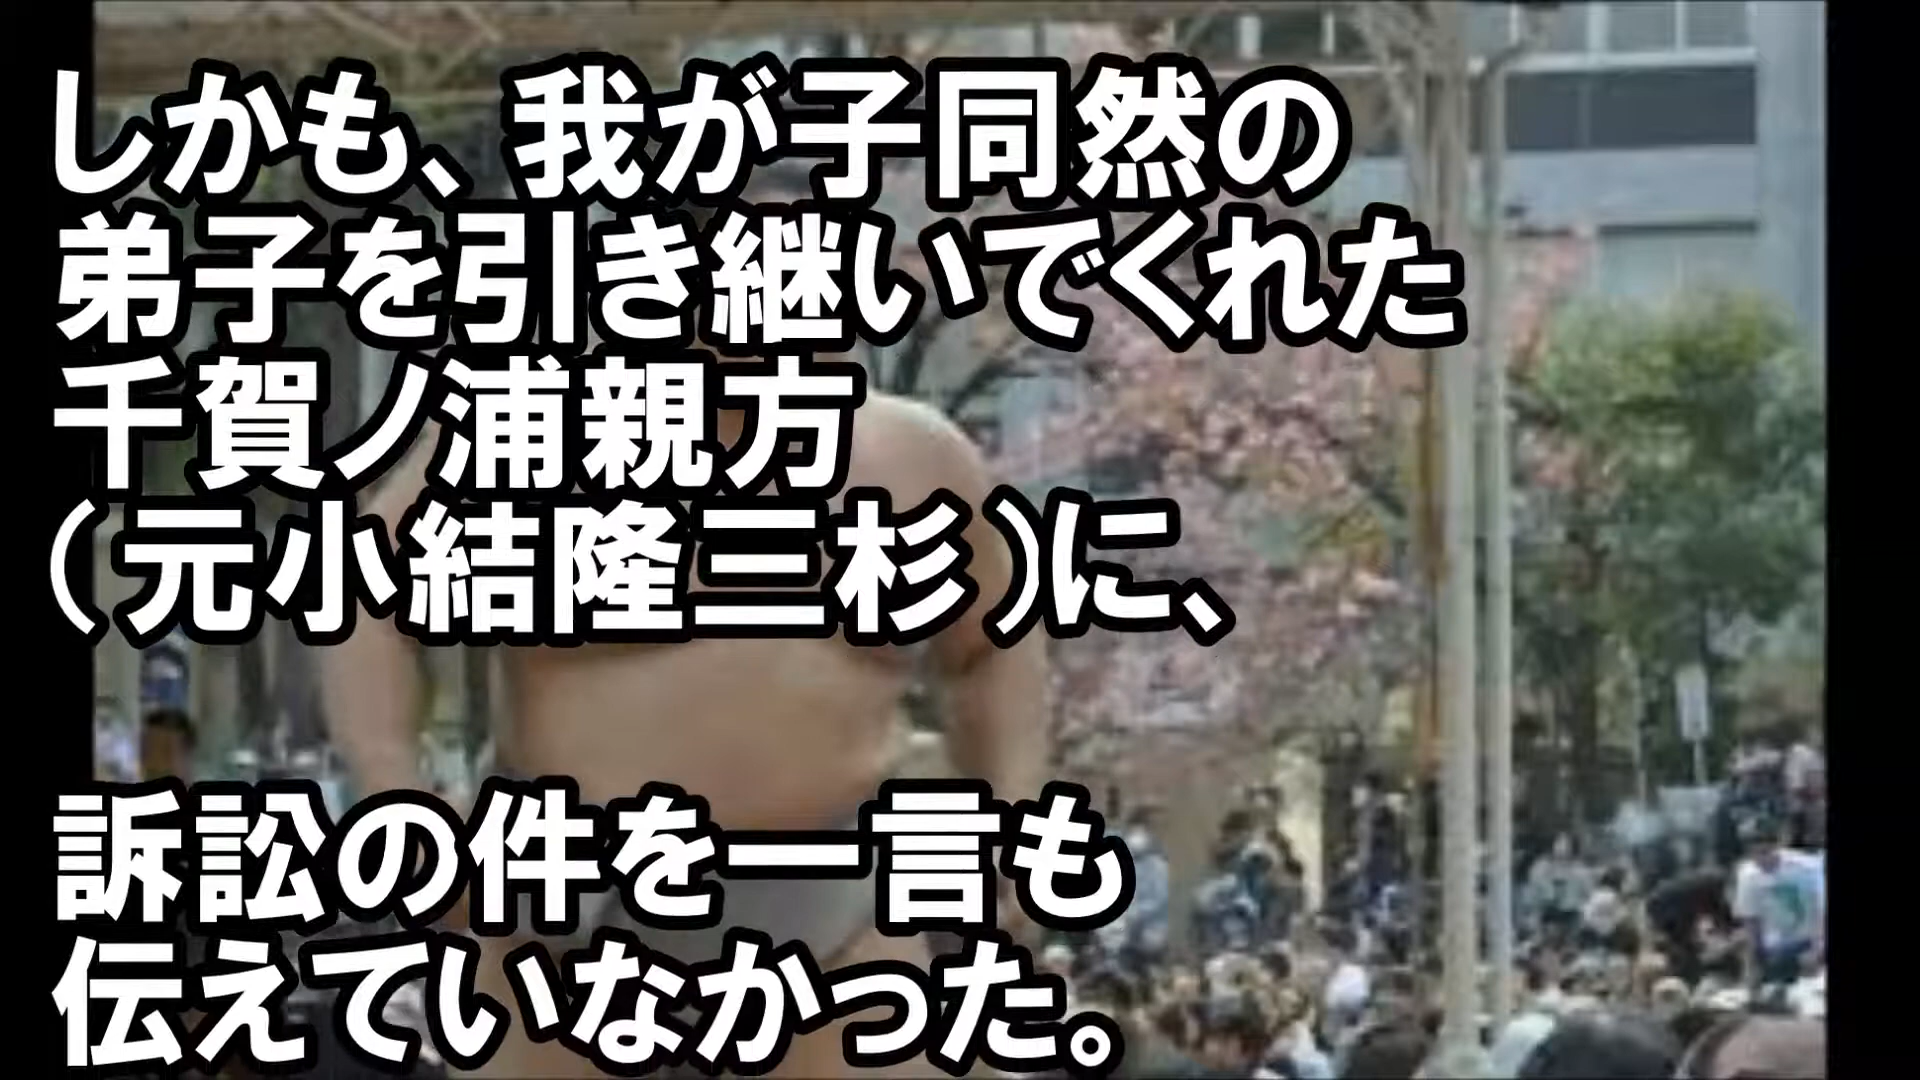 しかも、我が子同然の
弟子を引き継いでくれた
千賀ノ浦親方
(元小結隆三杉)に、
訴訟の件を一言も
伝えていなかった。